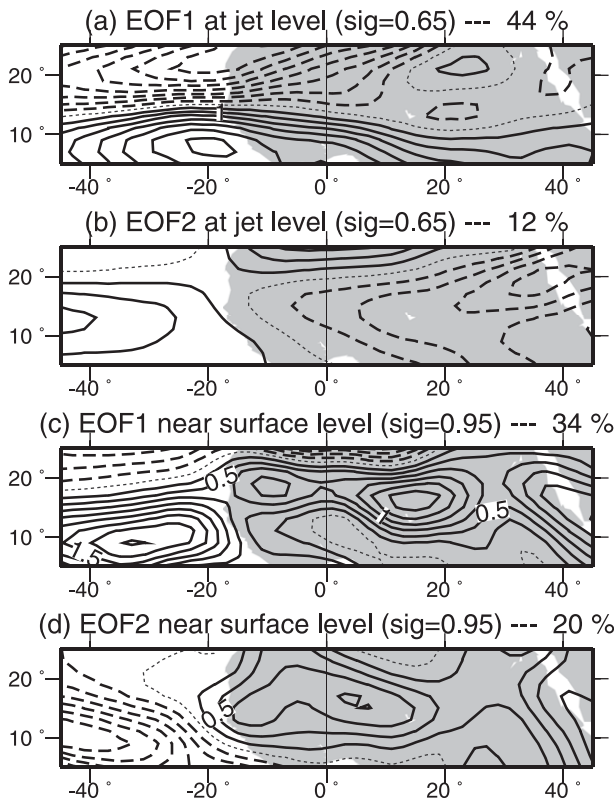 (a) EOF1 at jet level (sig=0.65) --- 44 %
20°
10°
1
-40° -20° 0° 20° 40°
(b) EOF2 at jet level (sig=0.65) --- 12 %
20°
10°
-40° -20° 0° 20° 40°
(c) EOF1 near surface level (sig=0.95) --- 34 %
20°
0.5
1
0.5
10°
1.5
-40° -20° 0° 20° 40°
(d) EOF2 near surface level (sig=0.95) --- 20 %
20°
0.5
10°
-40° -20° 0° 20° 40°